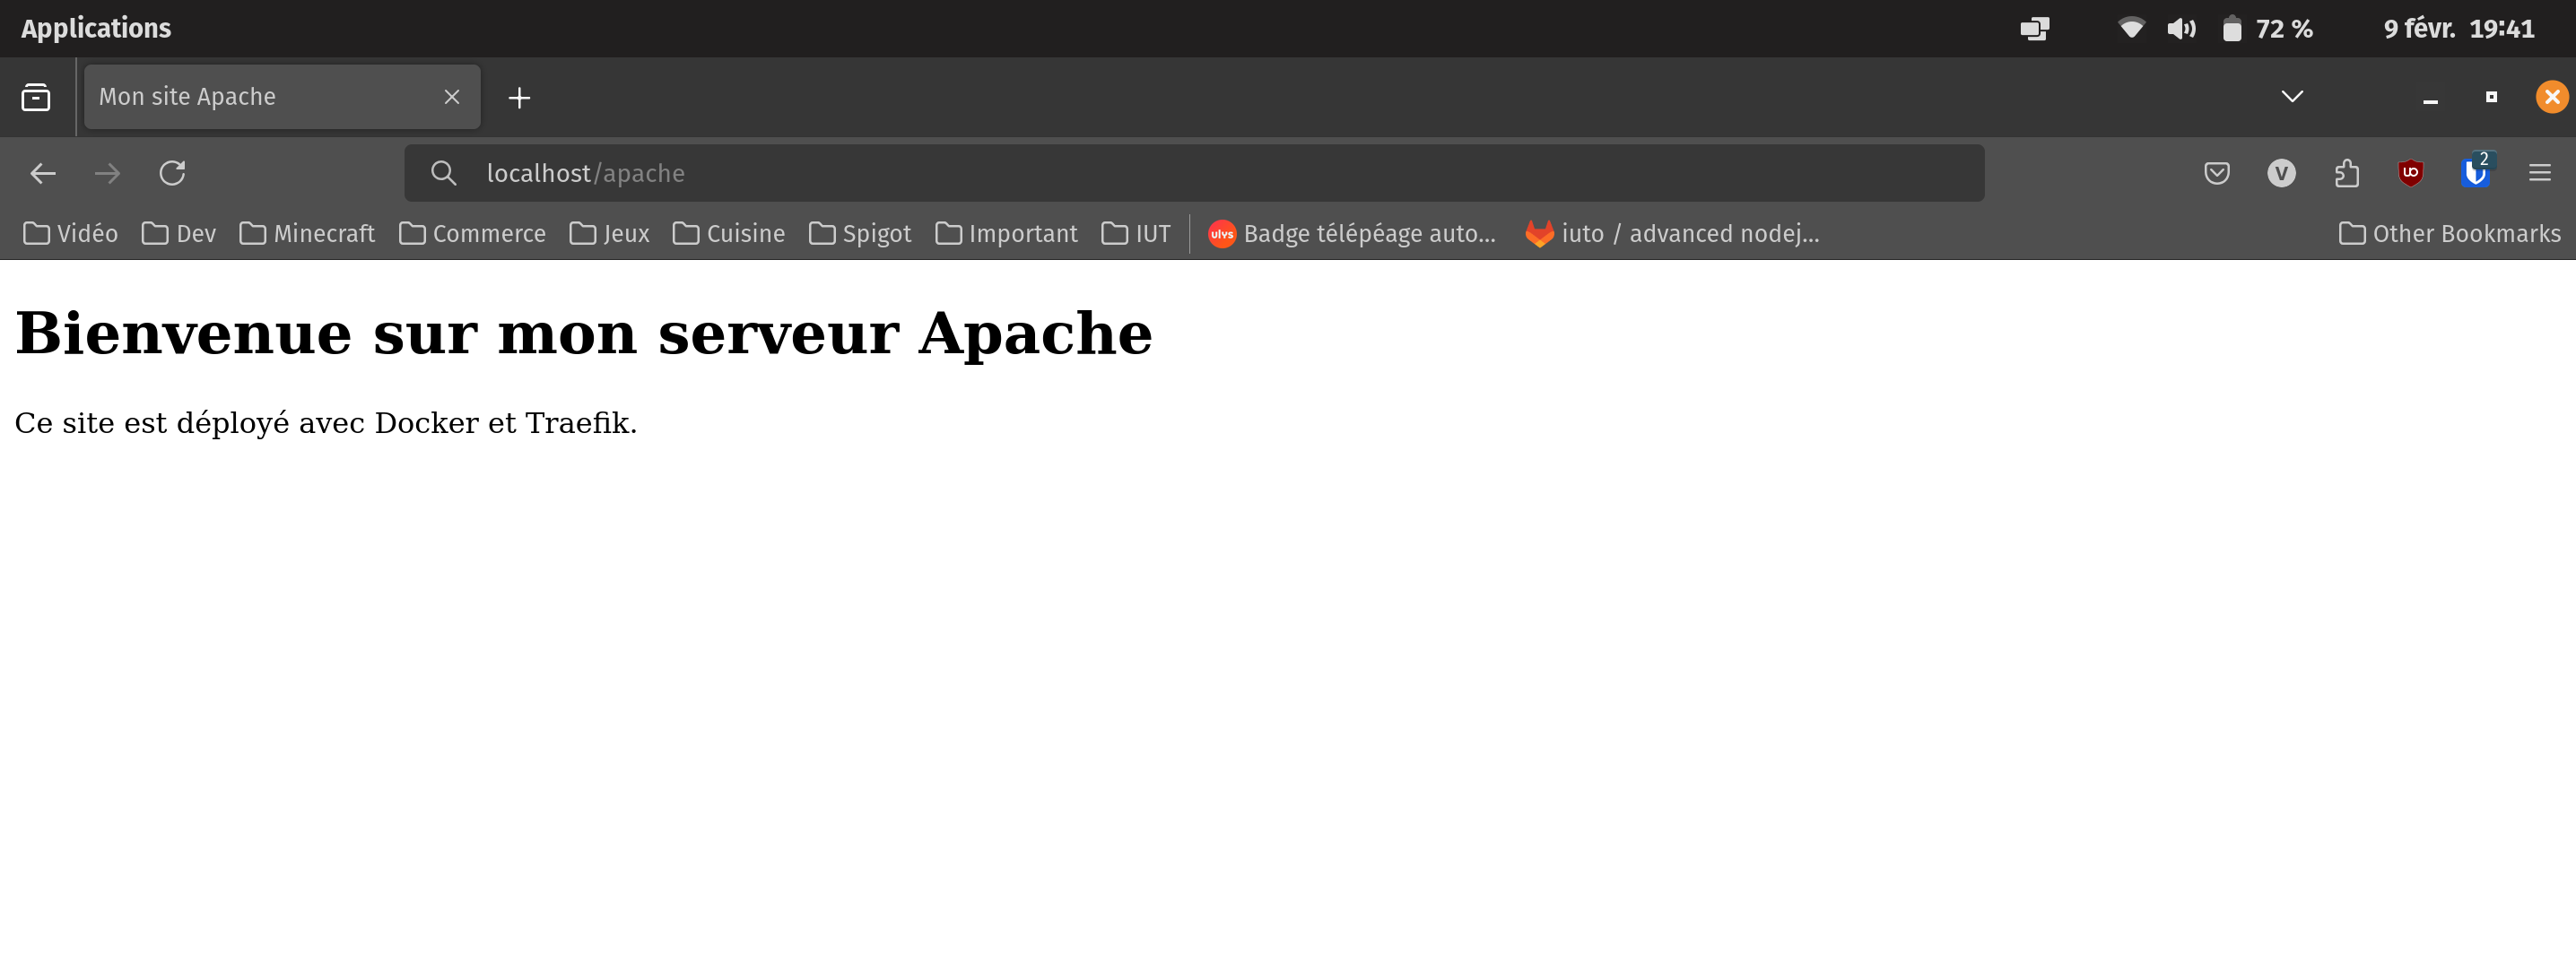 Applications 72 % 9 févr. 19:41
Mon site Apache
localhost/apache V uo 2
Vidéo Dev Minecraft Commerce Jeux Cuisine Spigot Important IUT ulys Badge télépéage auto... iuto / advanced nodej... Other Bookmarks
Bienvenue sur mon serveur Apache
Ce site est déployé avec Docker et Traefik.